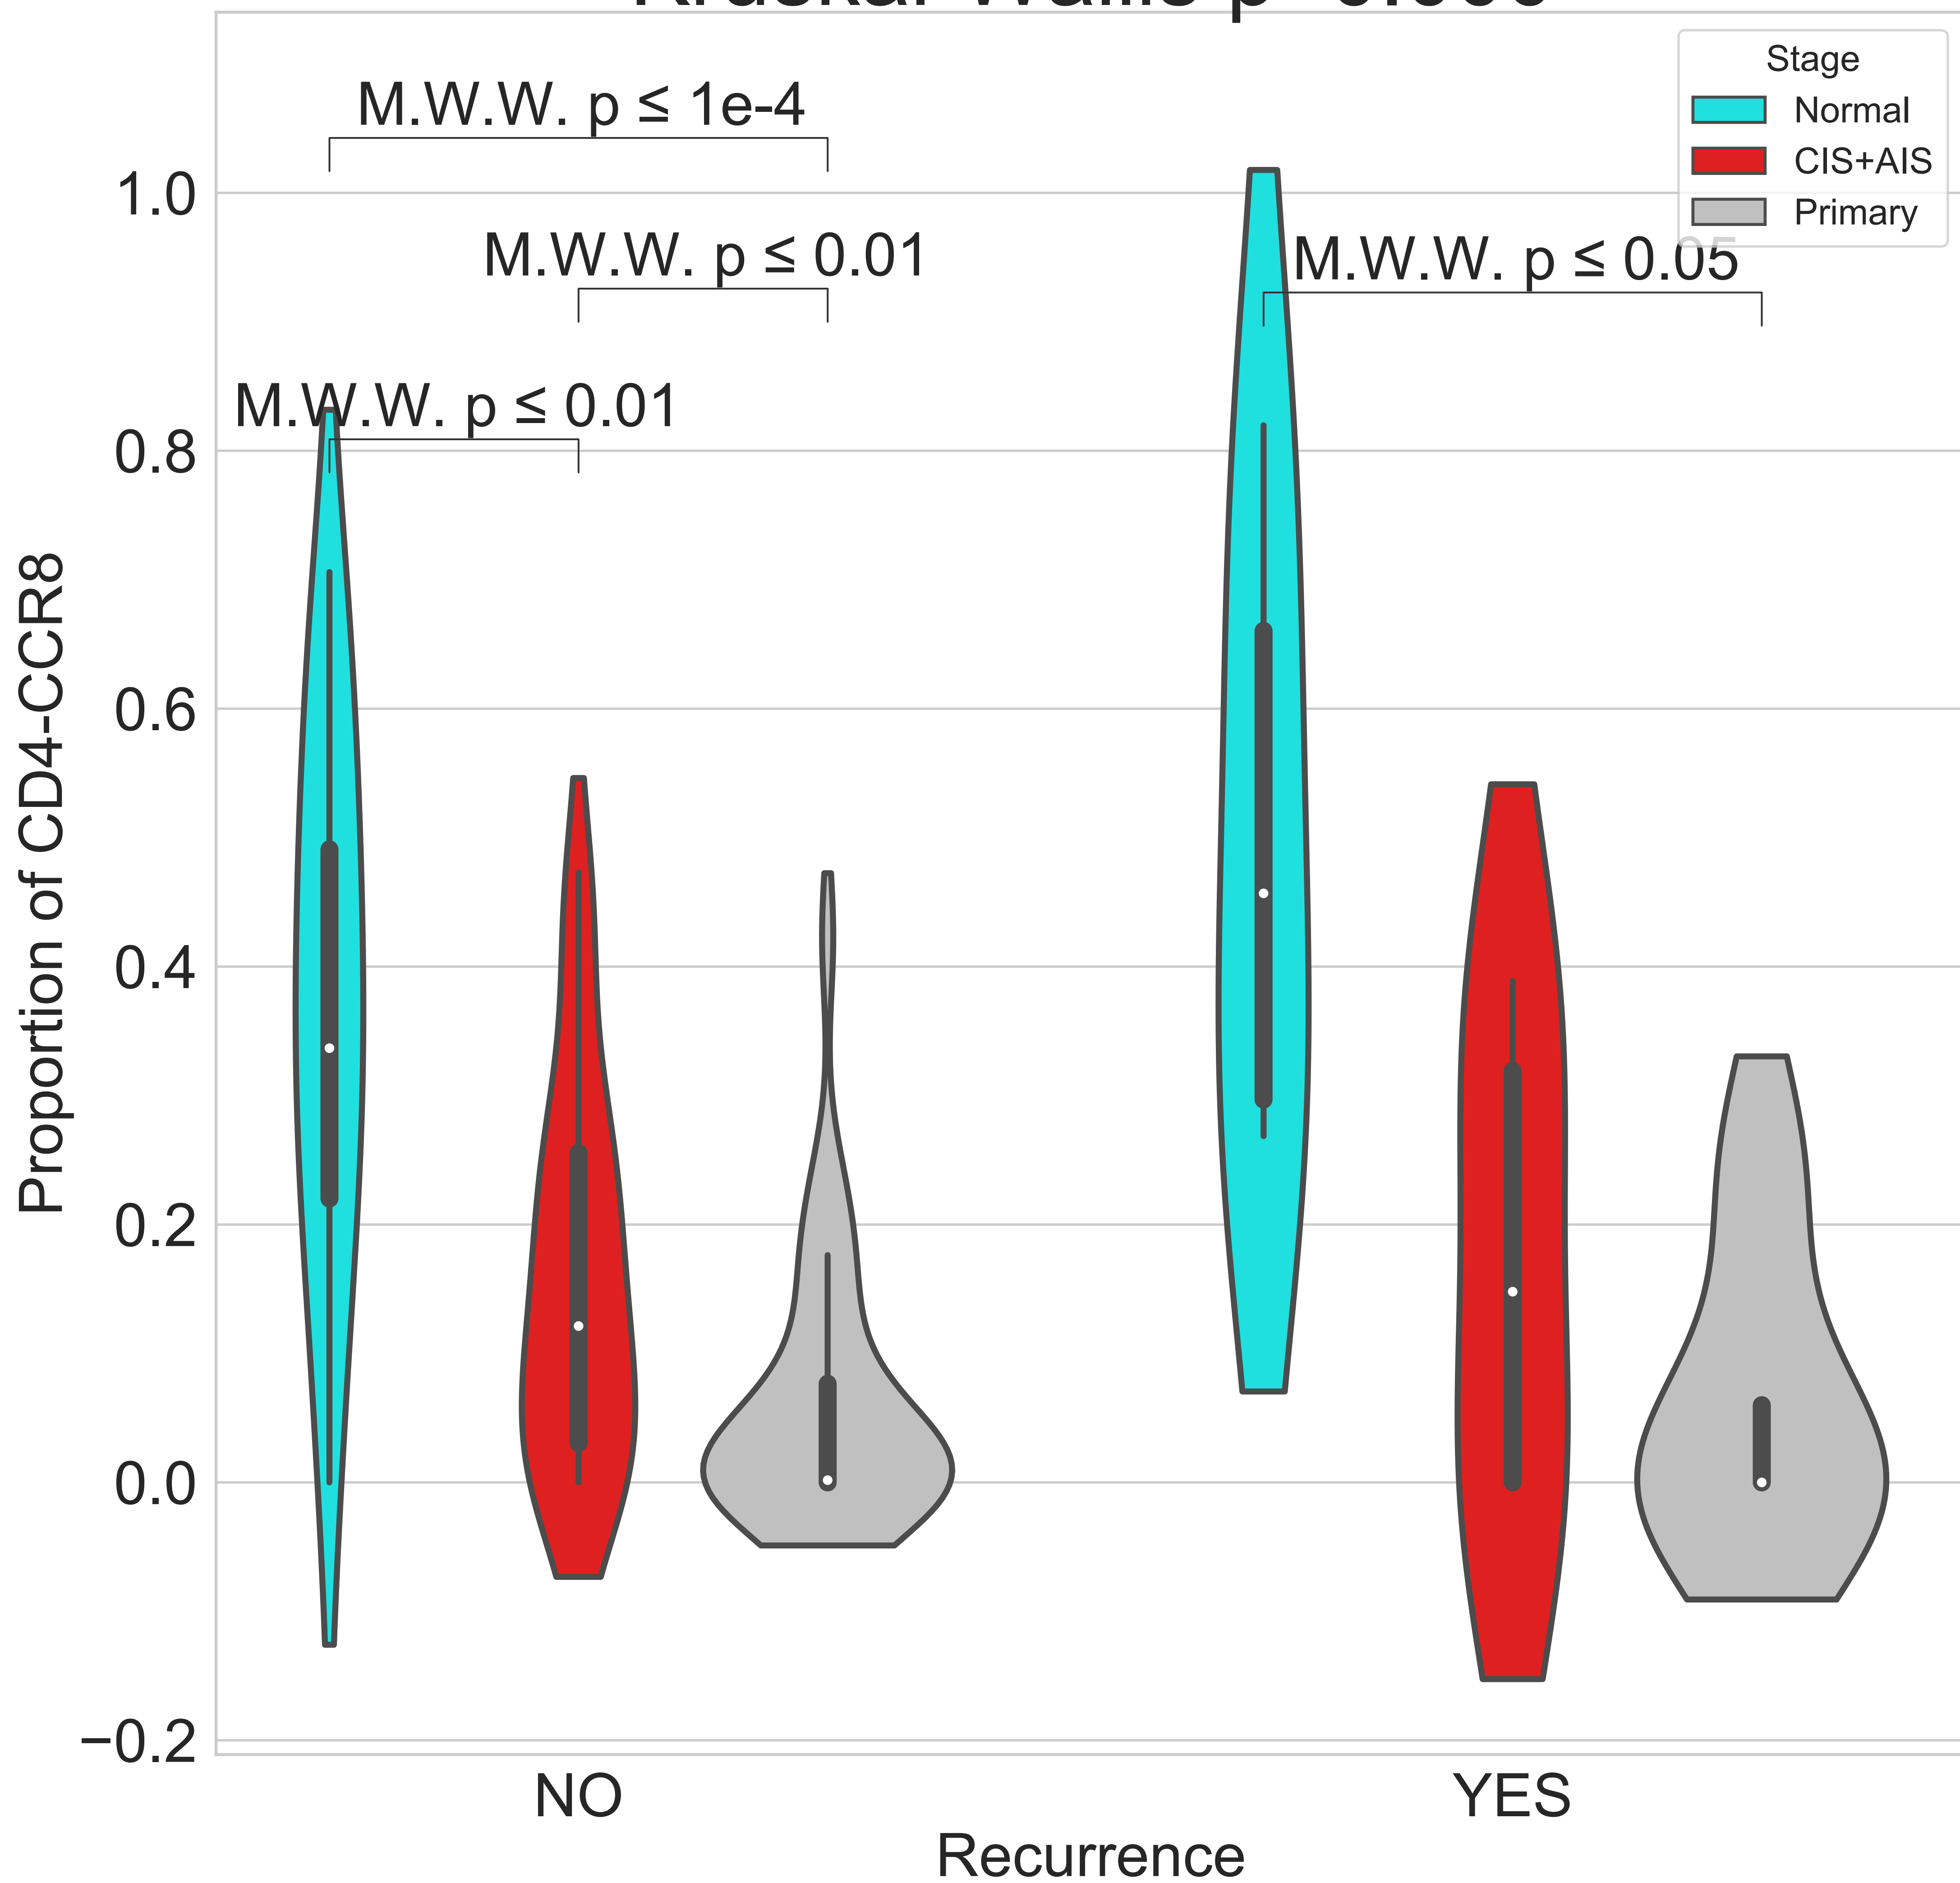 Stage
Normal
CIS+AIS
Primary
M.W.W. p ≤ 1e-4
M.W.W. p ≤ 0.01
M.W.W. p ≤ 0.05
M.W.W. p ≤ 0.01
1.0
0.8
0.6
0.4
0.2
0.0
−0.2
Proportion of CD4-CCR8
NO
YES
Recurrence